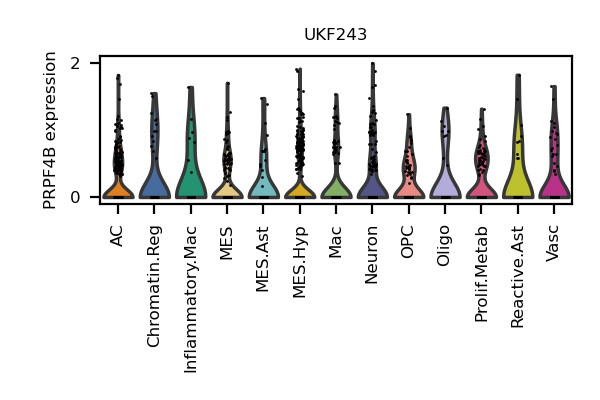 UKF243
PRPF4B expression
2
0
AC
Chromatin.Reg
Inflammatory.Mac
MES
MES.Ast
MES.Hyp
Mac
Neuron
OPC
Oligo
Prolif.Metab
Reactive.Ast
Vasc